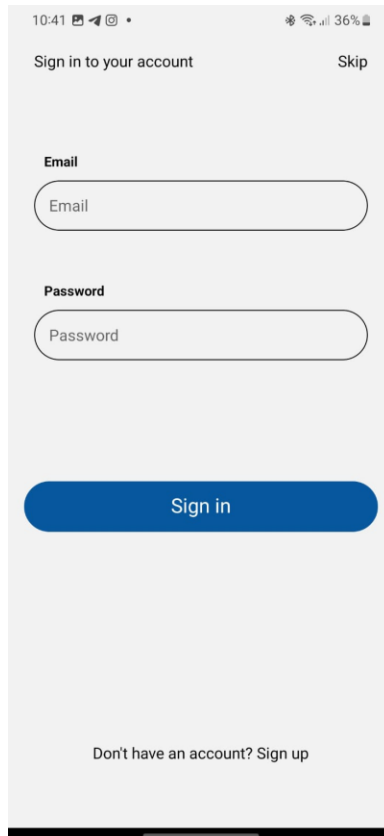 10:41 36%
Sign in to your account Skip
Email
Email
Password
Password
Sign in
Don't have an account? Sign up